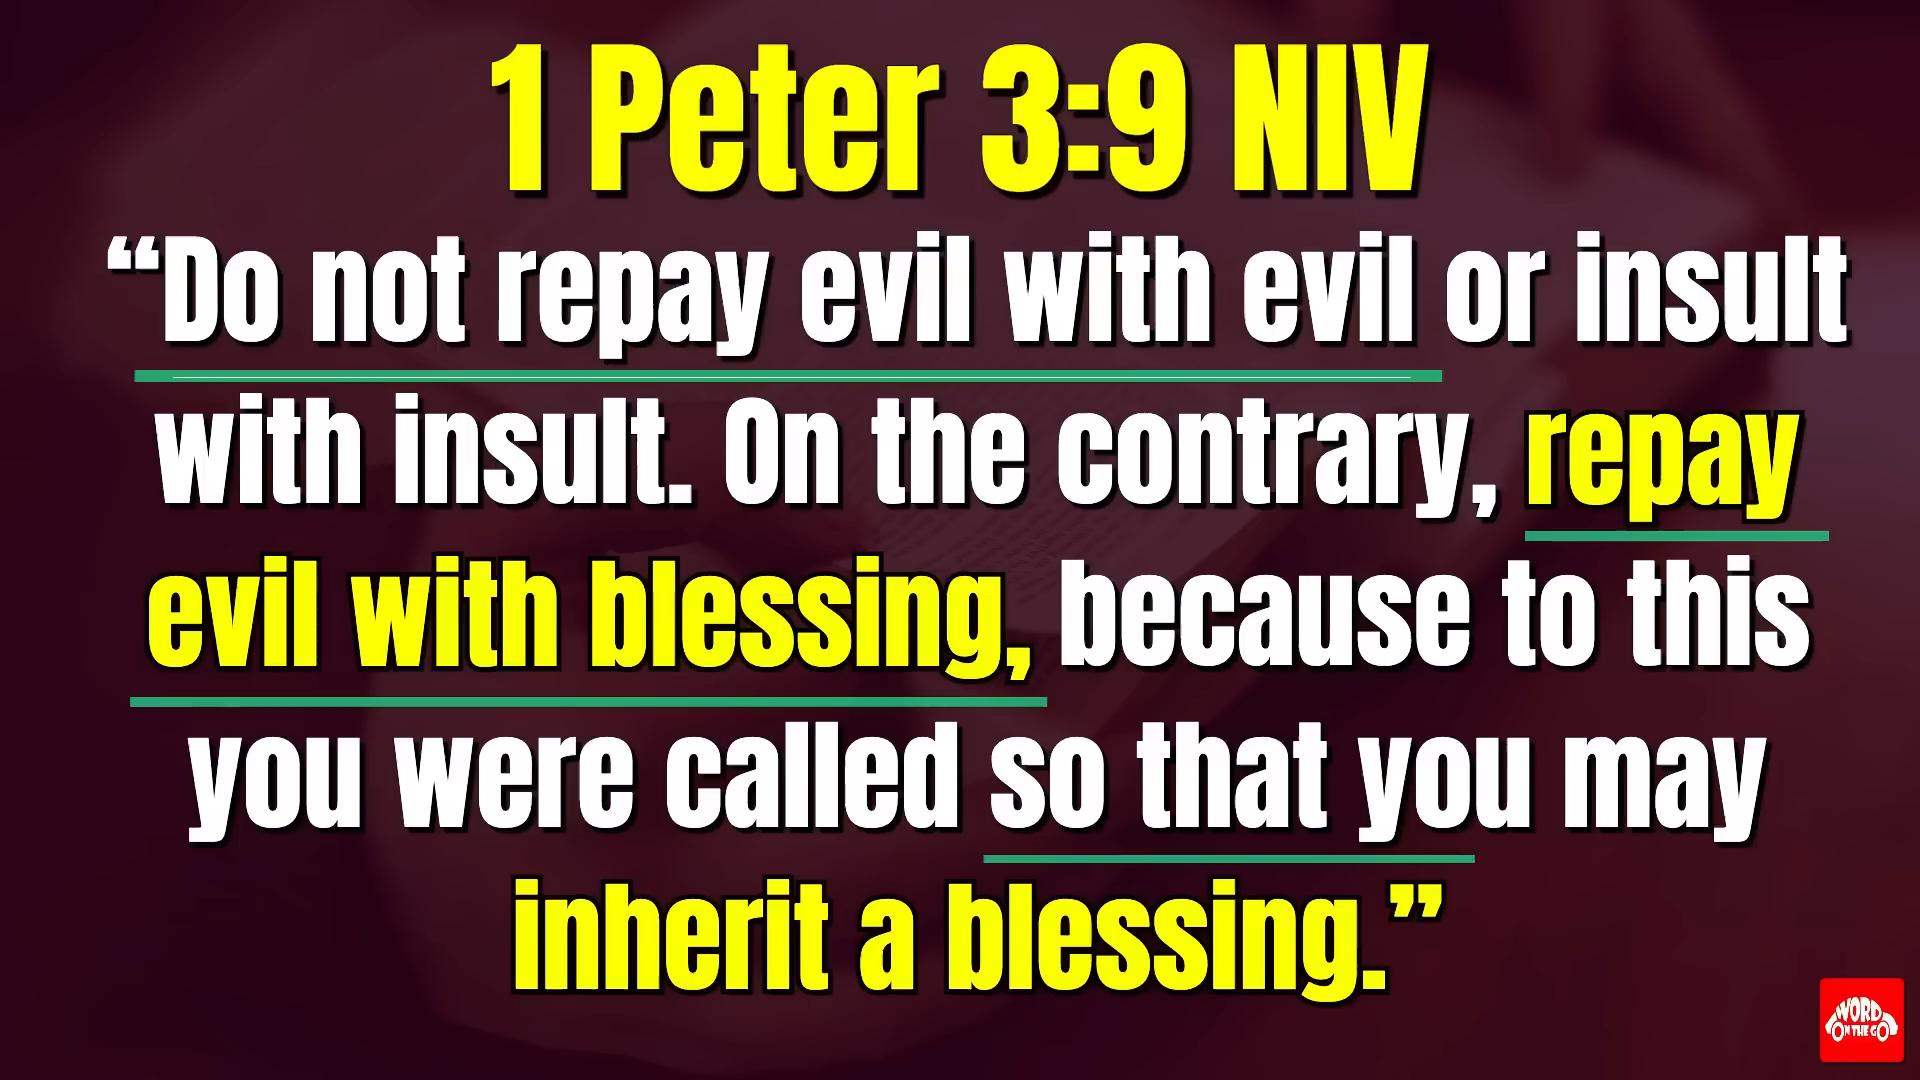 1 Peter 3:9 NIV
“Do not repay evil with evil or insult
with insult. On the contrary, repay
evil with blessing, because to this
you were called so that you may
inherit a blessing.”
WORD
ON THE GO